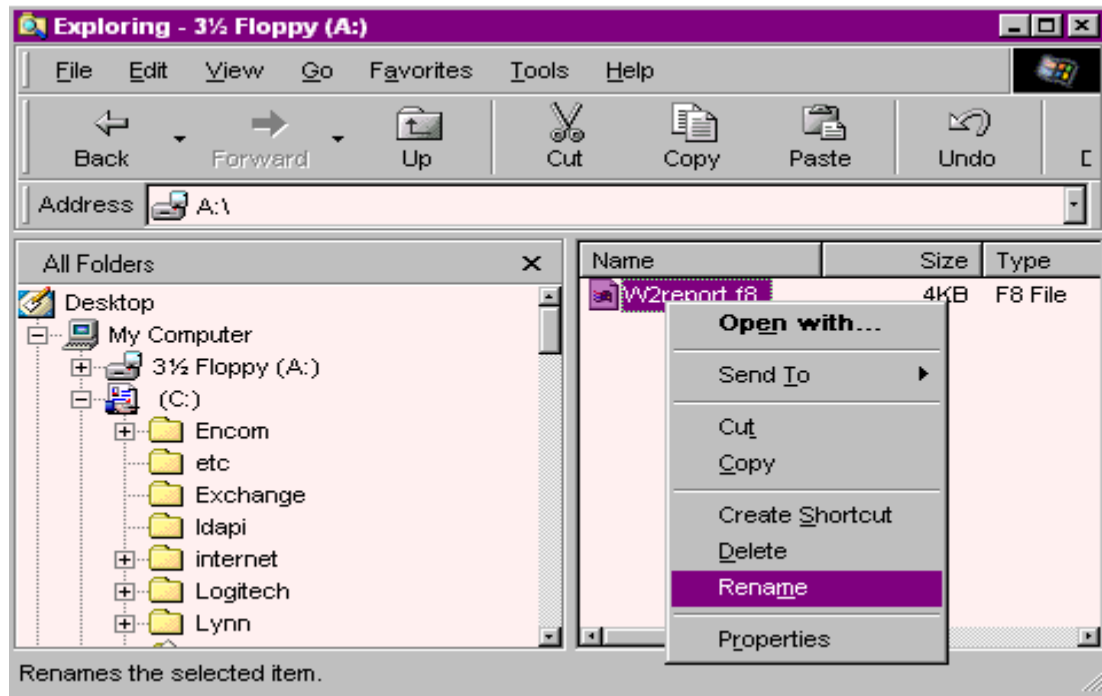 Exploring - 3½ Floppy (A:)
File Edit View Go Favorites Tools Help
Back Forward Up Cut Copy Paste Undo
Address A:\
All Folders
Name Size Type
Desktop
My Computer
3½ Floppy (A:)
(C:)
Encom
etc
Exchange
Idapi
internet
Logitech
Lynn
W2report.f8 4KB F8 File
Open with...
Send To
Cut
Copy
Create Shortcut
Delete
Rename
Properties
Renames the selected item.